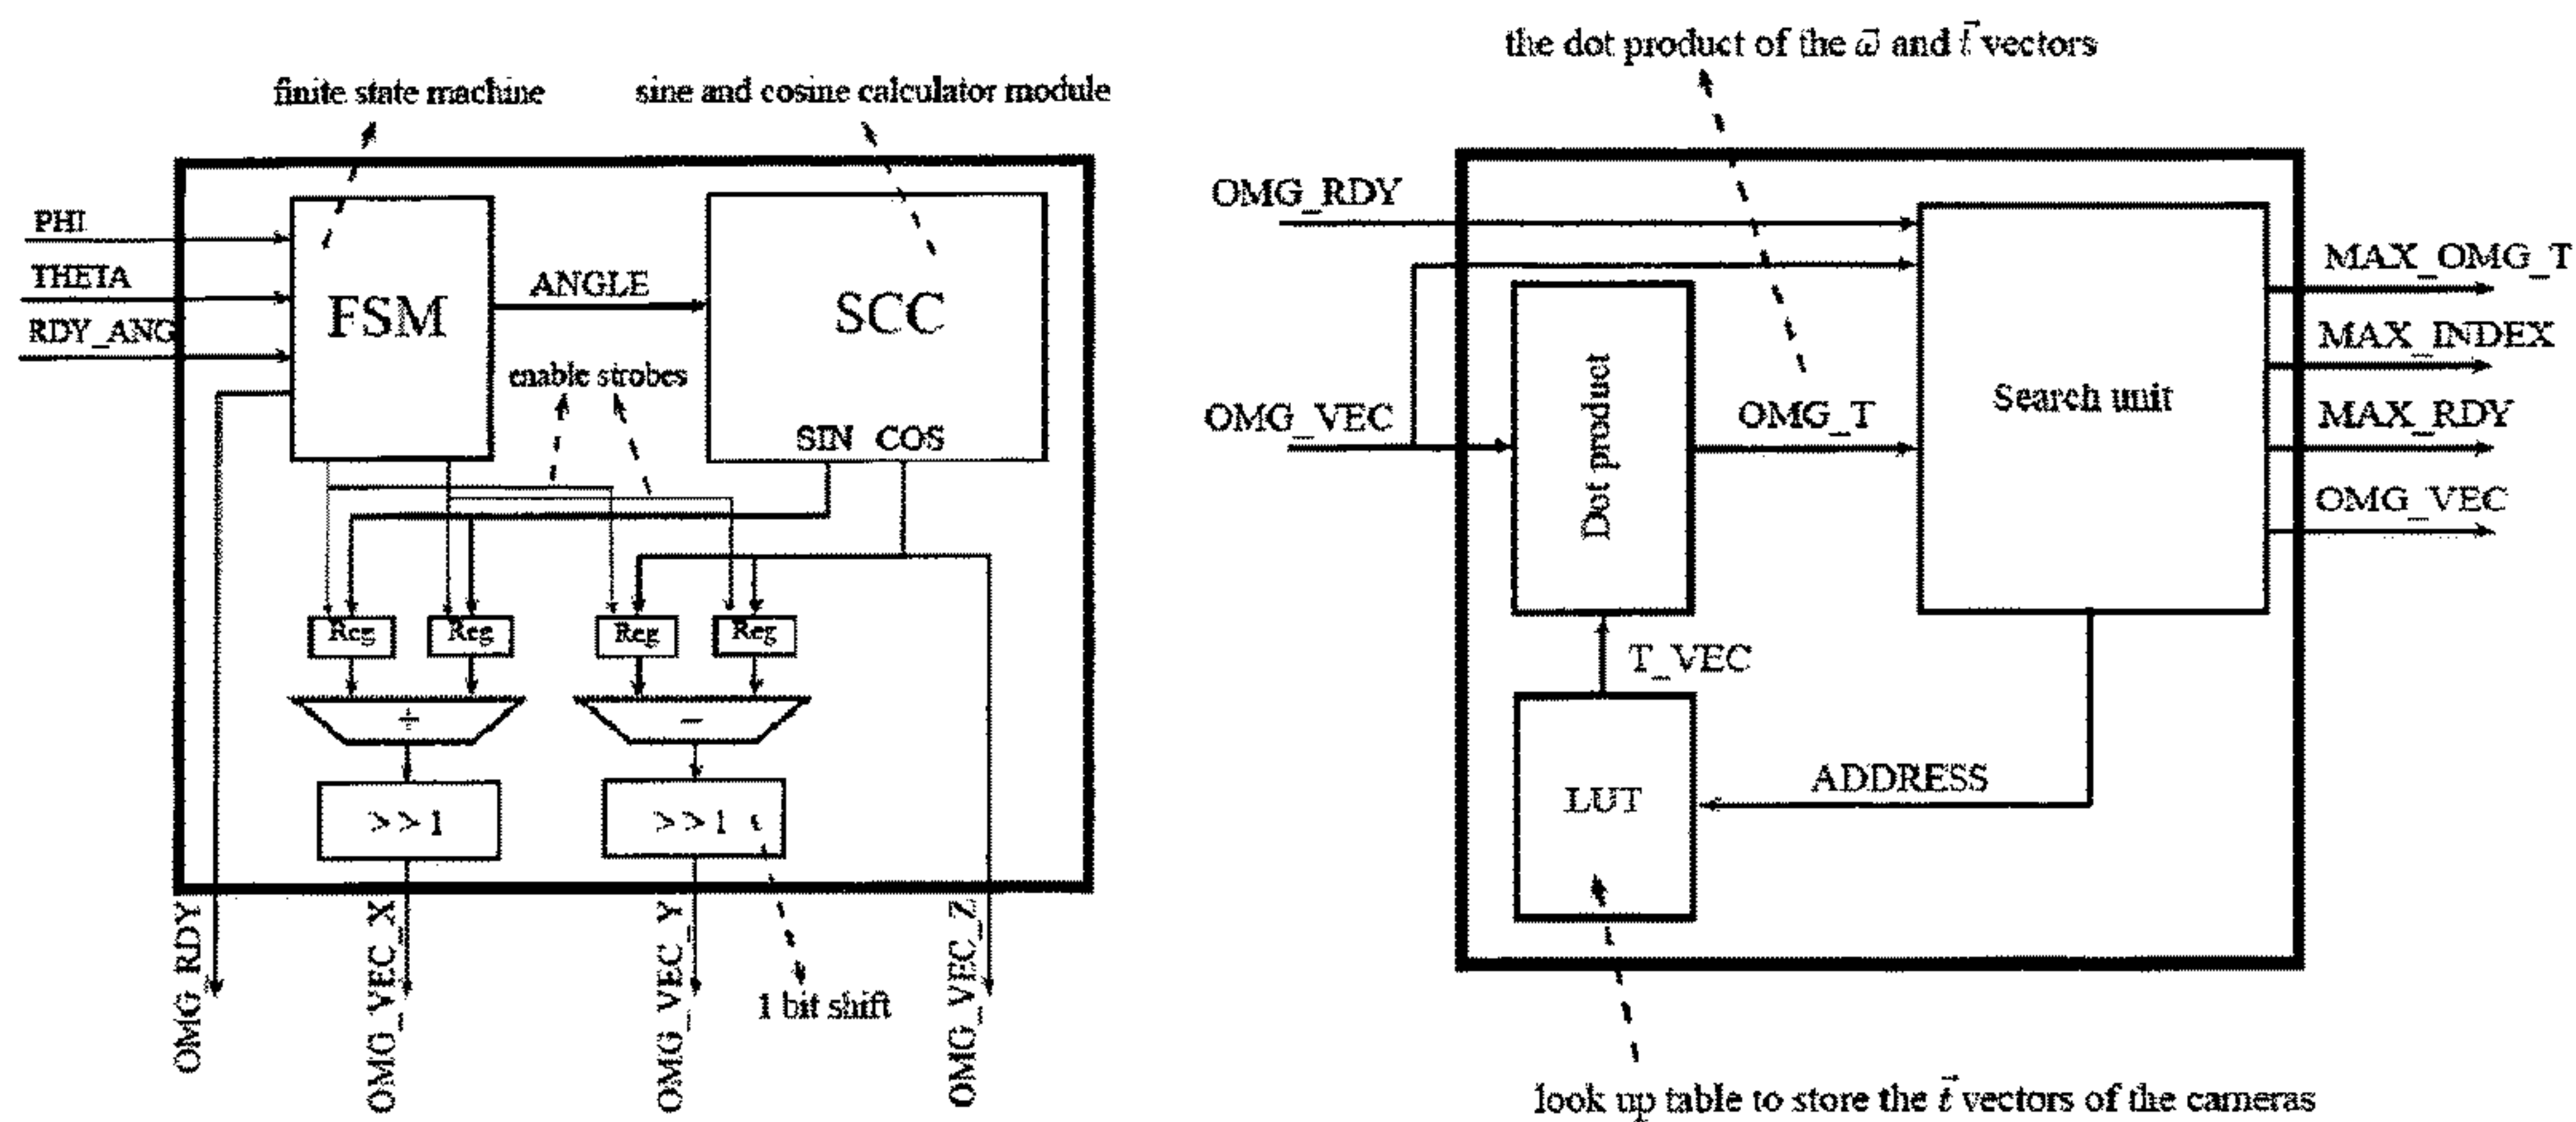 finite state machine
sine and cosine calculator module
PHI
THETA
RDY_ANG
FSM
ANGLE
SCC
enable strobes
SIN COS
Reg Reg Reg Reg
+
−
>>1
>>1
1 bit shift
OMG_RDY
OMG_VEC_X
OMG_VEC_Y
OMG_VEC_Z
the dot product of the ω⃗ and t⃗ vectors
OMG_RDY
OMG_VEC
Dot product
OMG_T
Search unit
MAX_OMG_T
MAX_INDEX
MAX_RDY
OMG_VEC
T_VEC
LUT
ADDRESS
look up table to store the t⃗ vectors of the cameras